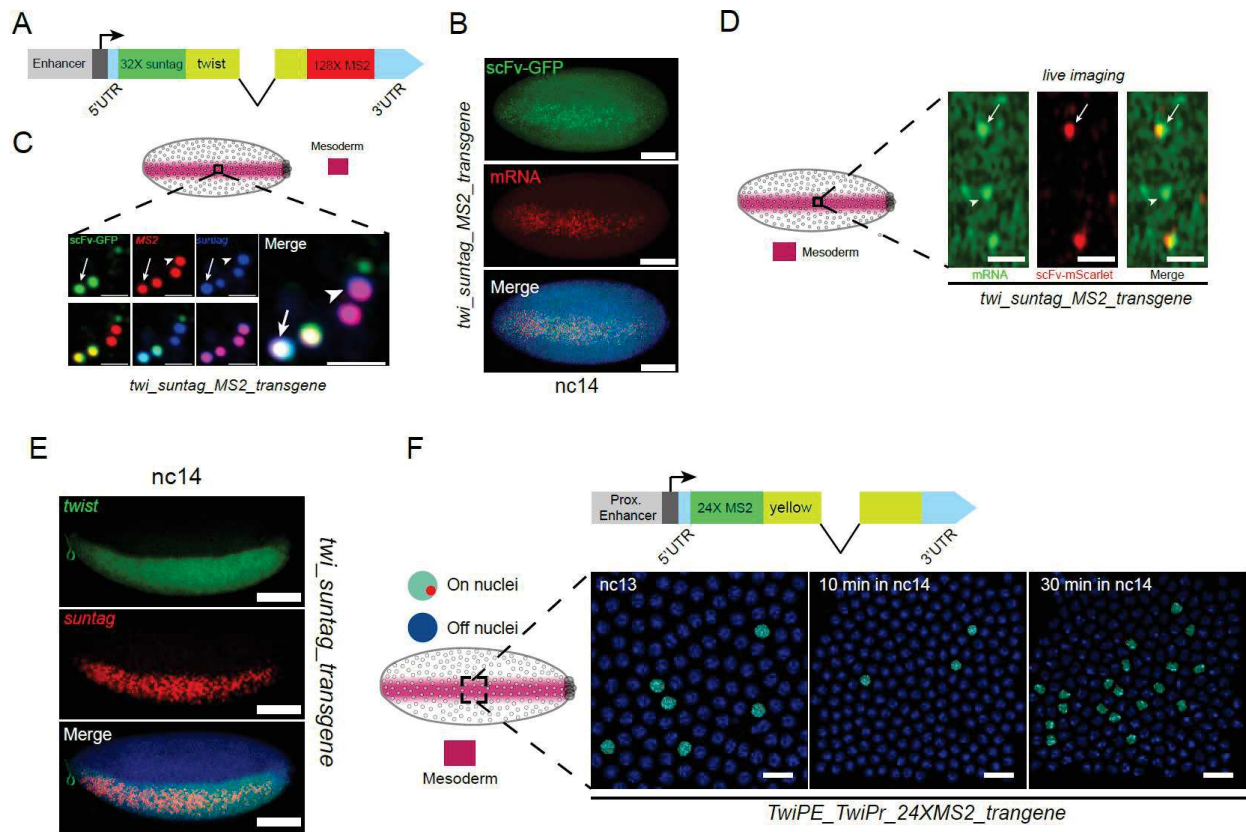 A
Enhancer
32X suntag
twist
128X MS2
5'UTR
3'UTR
B
scFv-GFP
mRNA
Merge
twi_suntag_MS2_transgene
nc14
C
Mesoderm
scFv-GFP
MS2
suntag
Merge
twi_suntag_MS2_transgene
D
live imaging
Mesoderm
mRNA
scFv-mScarlet
Merge
twi_suntag_MS2_transgene
E
nc14
twist
suntag
Merge
twi_suntag_transgene
F
Prox.
Enhancer
24X MS2
yellow
5'UTR
3'UTR
On nuclei
Off nuclei
Mesoderm
nc13
10 min in nc14
30 min in nc14
TwiPE_TwiPr_24XMS2_trangene